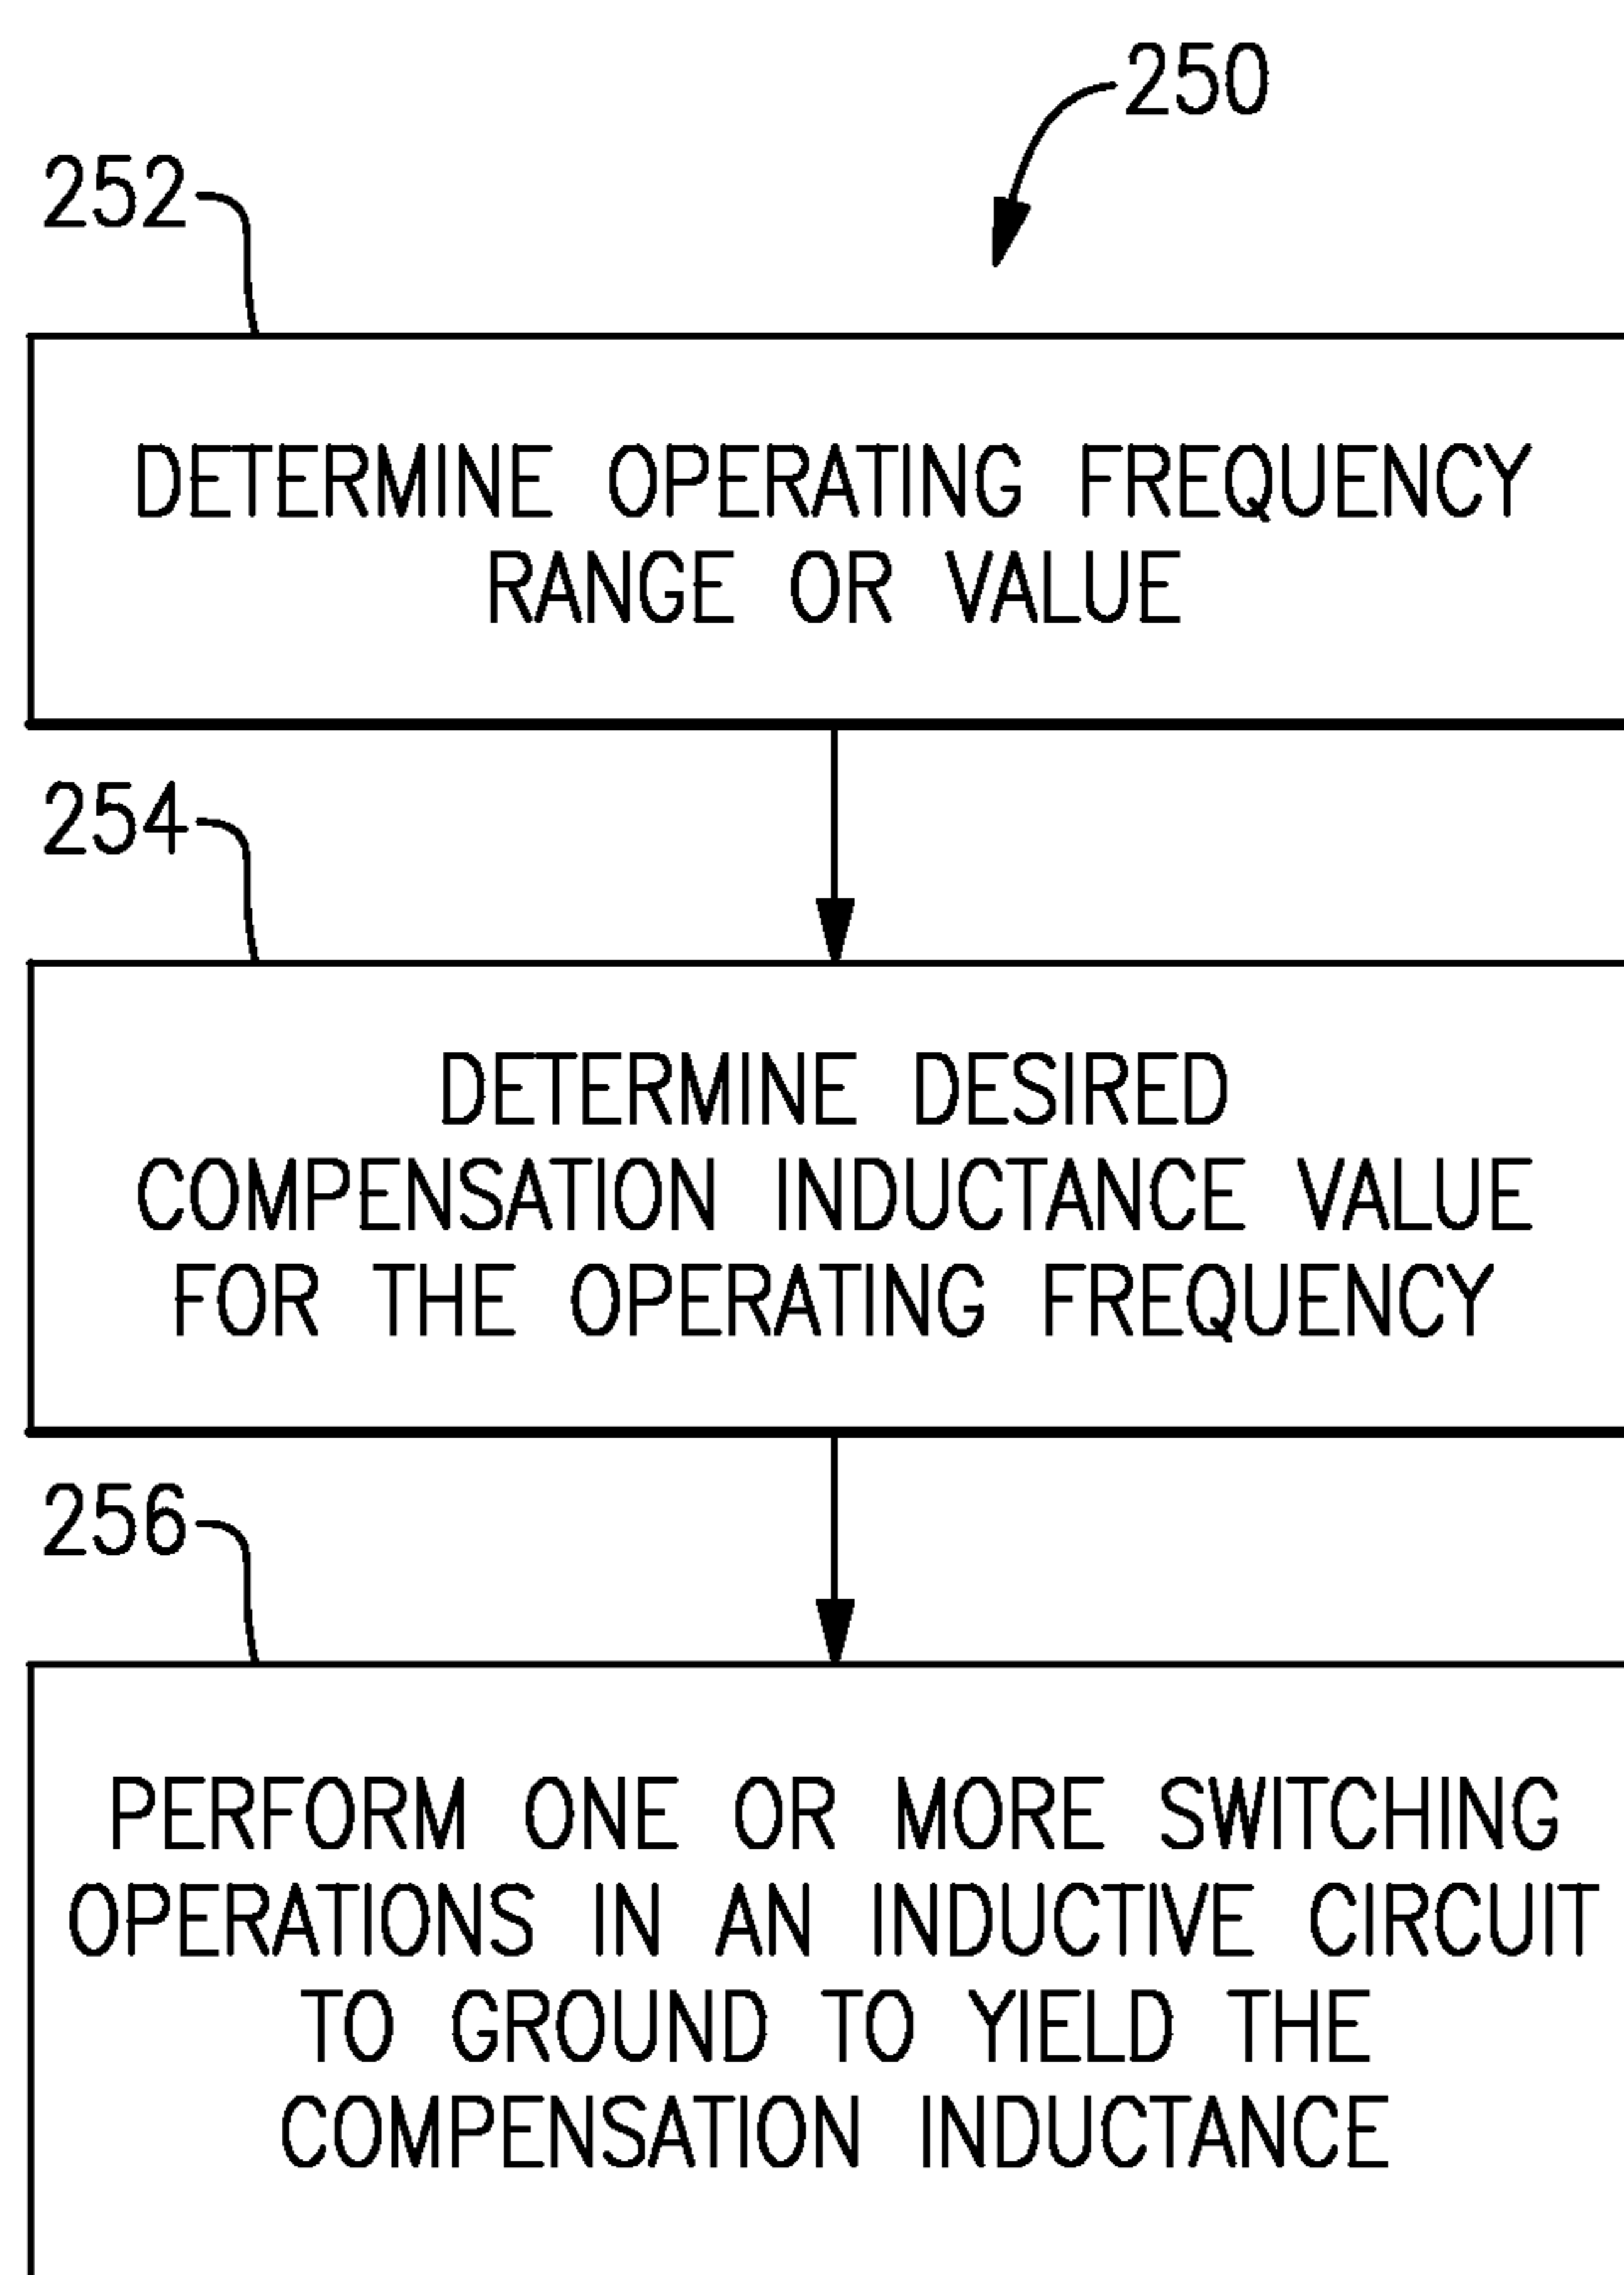 250
252
DETERMINE OPERATING FREQUENCY
RANGE OR VALUE
254
DETERMINE DESIRED
COMPENSATION INDUCTANCE VALUE
FOR THE OPERATING FREQUENCY
256
PERFORM ONE OR MORE SWITCHING
OPERATIONS IN AN INDUCTIVE CIRCUIT
TO GROUND TO YIELD THE
COMPENSATION INDUCTANCE